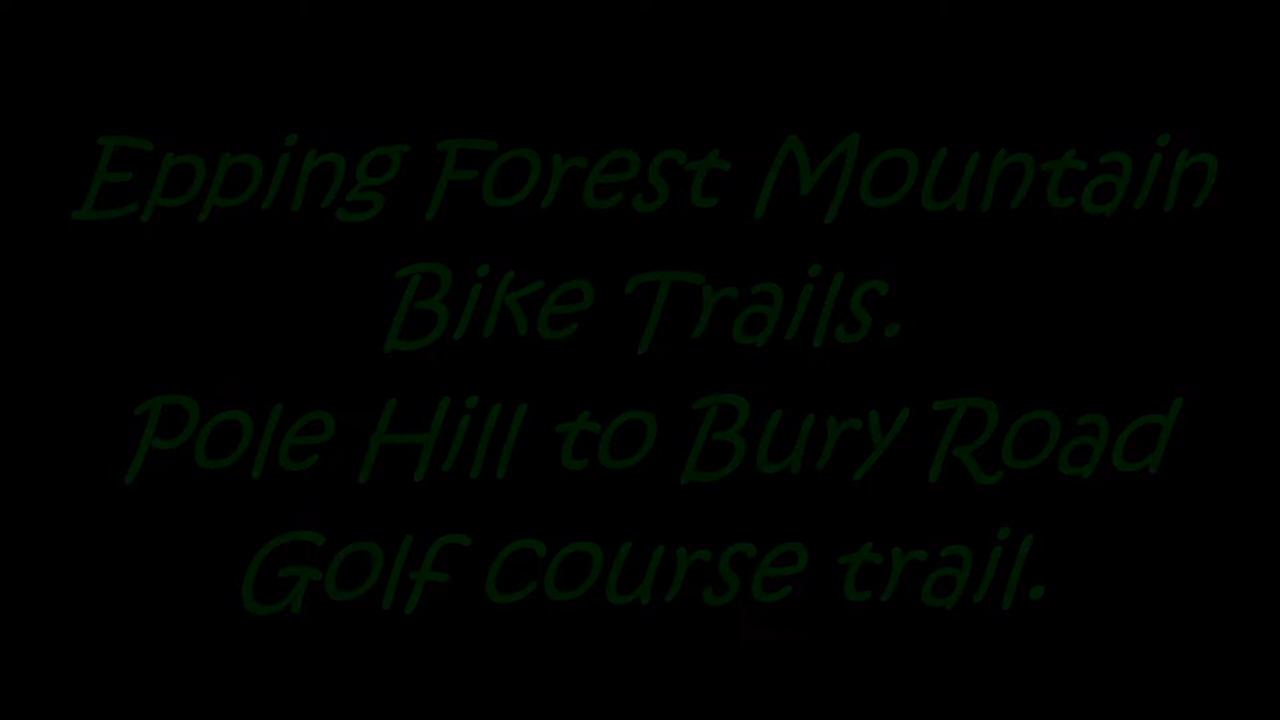 Epping Forest Mountain
Bike Trails.
Pole Hill to Bury Road
Golf course trail.